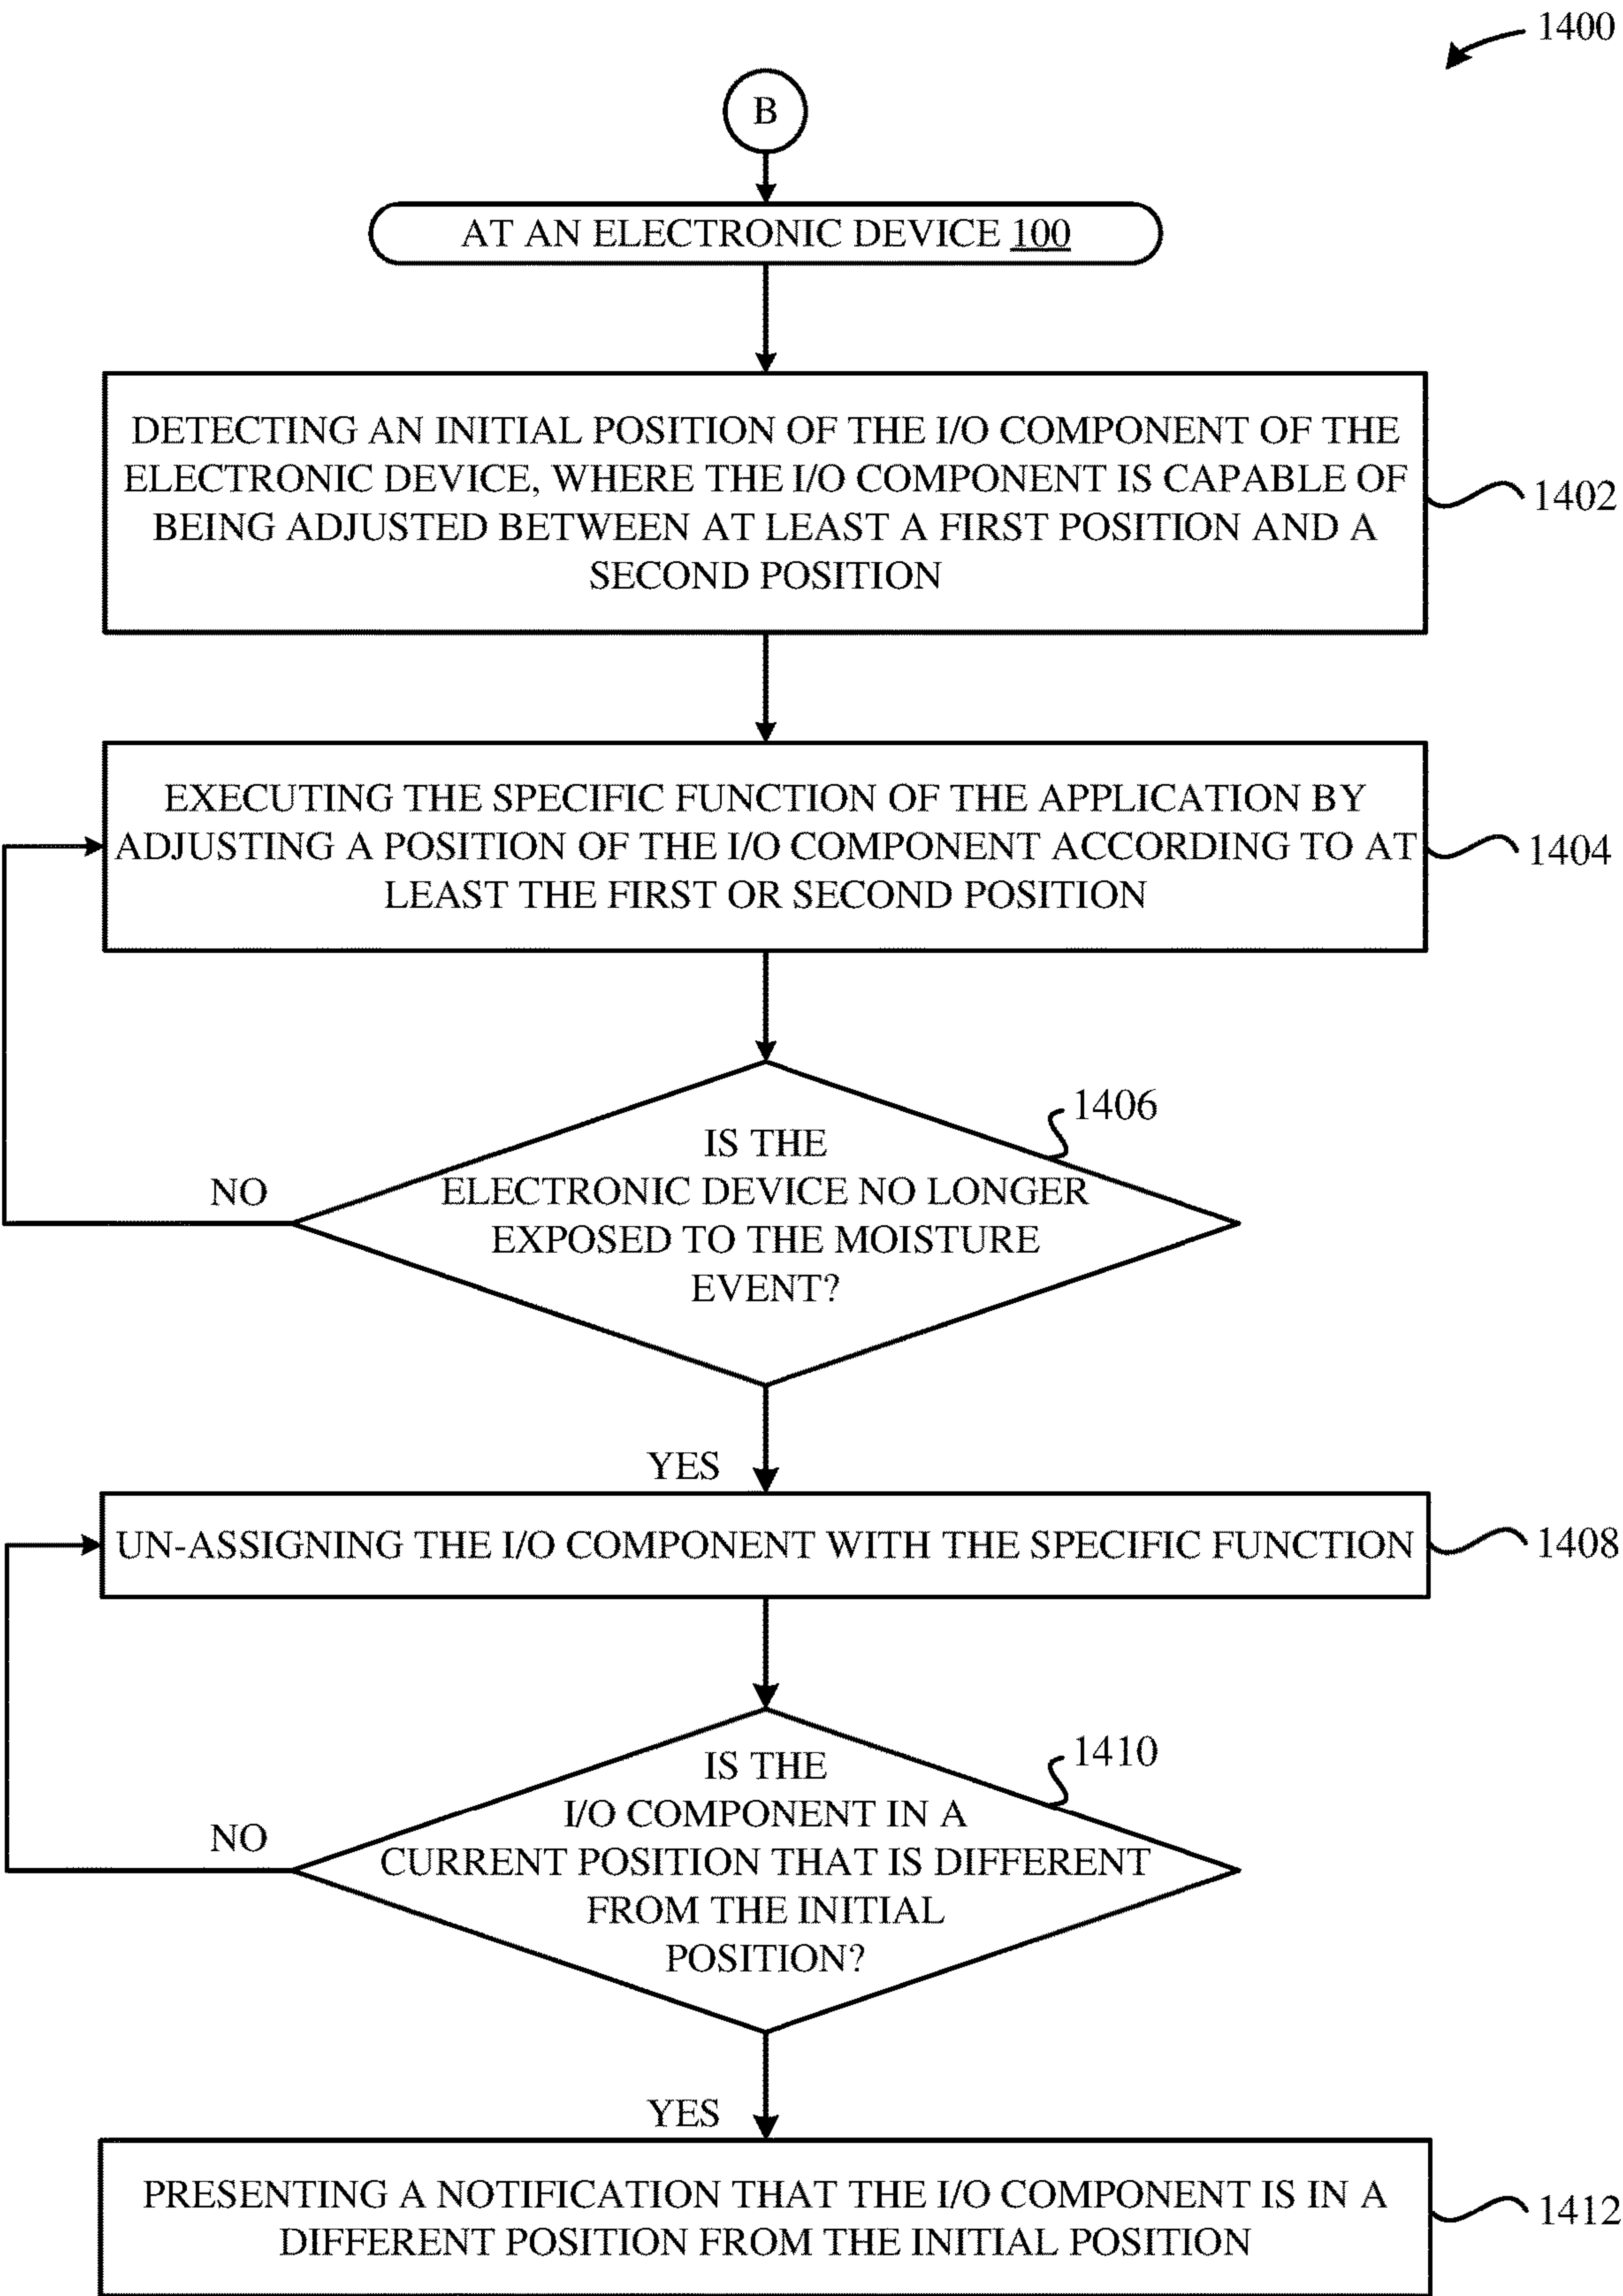 1400
B
AT AN ELECTRONIC DEVICE 100
DETECTING AN INITIAL POSITION OF THE I/O COMPONENT OF THE
ELECTRONIC DEVICE, WHERE THE I/O COMPONENT IS CAPABLE OF
BEING ADJUSTED BETWEEN AT LEAST A FIRST POSITION AND A
SECOND POSITION
1402
EXECUTING THE SPECIFIC FUNCTION OF THE APPLICATION BY
ADJUSTING A POSITION OF THE I/O COMPONENT ACCORDING TO AT
LEAST THE FIRST OR SECOND POSITION
1404
1406
IS THE
ELECTRONIC DEVICE NO LONGER
EXPOSED TO THE MOISTURE
EVENT?
NO
YES
UN-ASSIGNING THE I/O COMPONENT WITH THE SPECIFIC FUNCTION
1408
1410
IS THE
I/O COMPONENT IN A
CURRENT POSITION THAT IS DIFFERENT
FROM THE INITIAL
POSITION?
NO
YES
PRESENTING A NOTIFICATION THAT THE I/O COMPONENT IS IN A
DIFFERENT POSITION FROM THE INITIAL POSITION
1412